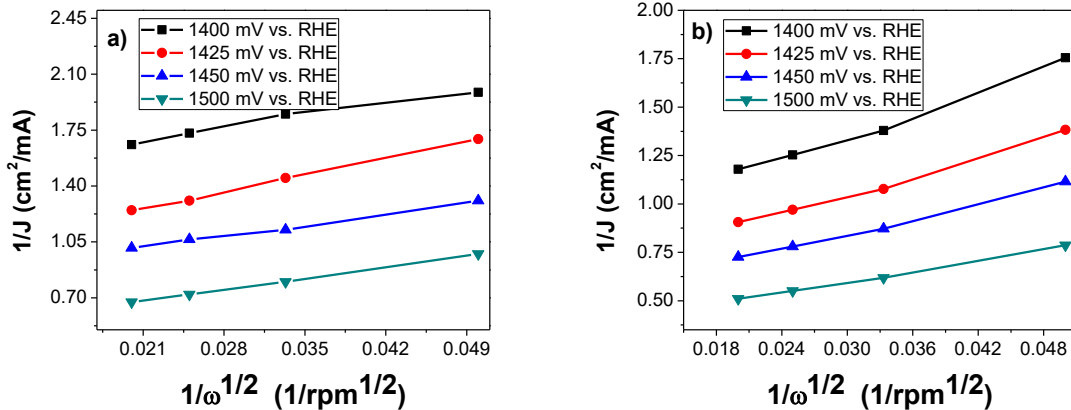 a)
1400 mV vs. RHE
1425 mV vs. RHE
1450 mV vs. RHE
1500 mV vs. RHE
2.45
2.10
1.75
1.40
1.05
0.70
1/J (cm²/mA)
0.021 0.028 0.035 0.042 0.049
1/ω^1/2 (1/rpm^1/2)
b)
1400 mV vs. RHE
1425 mV vs. RHE
1450 mV vs. RHE
1500 mV vs. RHE
2.00
1.75
1.50
1.25
1.00
0.75
0.50
1/J (cm²/mA)
0.018 0.024 0.030 0.036 0.042 0.048
1/ω^1/2 (1/rpm^1/2)